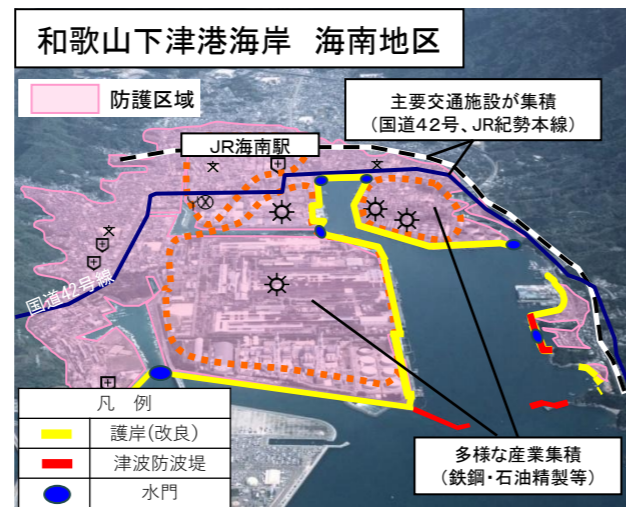 和歌山下津港海岸 海南地区
防護区域
主要交通施設が集積
(国道42号、JR紀勢本線)
JR海南駅
国道42号線
凡 例
護岸(改良)
津波防波堤
水門
多様な産業集積
(鉄鋼・石油精製等)